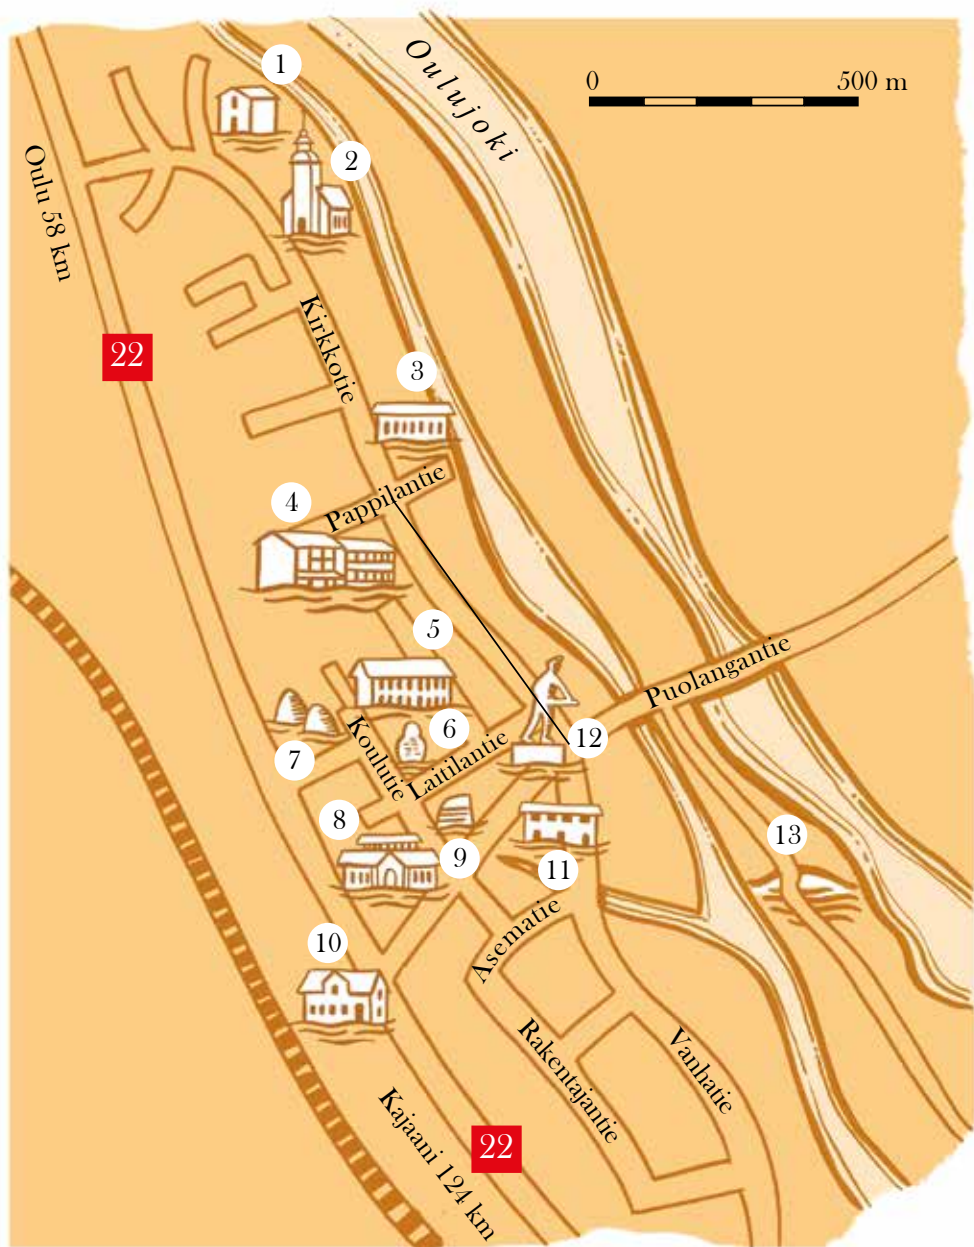 1
0 500 m
Oulujoki
2
Oulu 58 km
Kirkkotie
22
3
Pappilantie
4
5
Puolangantie
6
12
Koulutie
Laitilantie
7
8
13
9
11
Asematie
10
Rakentajantie
Vanhatie
Kajaani 124 km
22